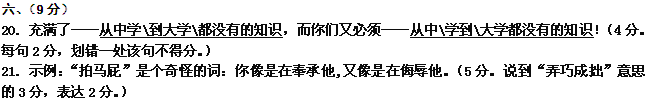 六、（9分）
20．充满了——从中学\到大学\都没有的知识，而你们又必须——从中\学到\大学都没有的知识!（4分。
每句2分，划错一处该句不得分。）
21．示例：“拍马屁”是个奇怪的词：你像是在奉承他,又像是在侮辱他。（5分。说到“弄巧成拙”意思
的3分，表达2分。）